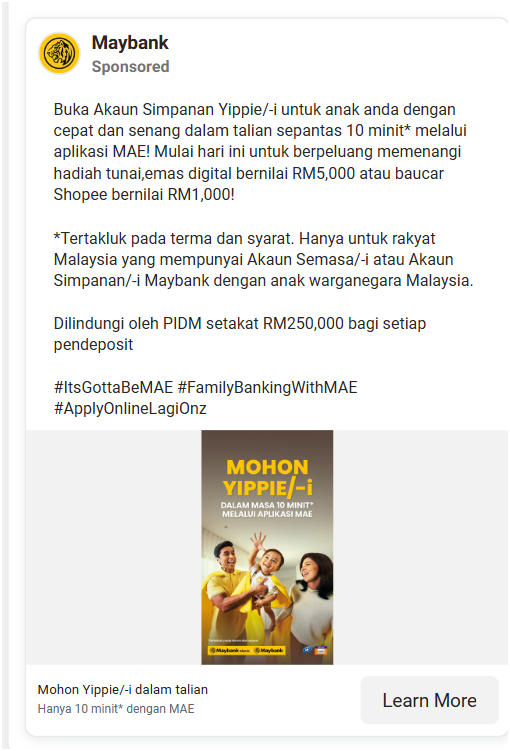 Maybank
Sponsored
Buka Akaun Simpanan Yippie/-i untuk anak anda dengan
cepat dan senang dalam talian sepantas 10 minit* melalui
aplikasi MAE! Mulai hari ini untuk berpeluang memenangi
hadiah tunai,emas digital bernilai RM5,000 atau baucar
Shopee bernilai RM1,000!
*Tertakluk pada terma dan syarat. Hanya untuk rakyat
Malaysia yang mempunyai Akaun Semasa/-i atau Akaun
Simpanan/-i Maybank dengan anak warganegara Malaysia.
Dilindungi oleh PIDM setakat RM250,000 bagi setiap
pendeposit
#ItsGottaBeMAE #FamilyBankingWithMAE
#ApplyOnlineLagiOnz
MOHON
YIPPIE/-i
DALAM MASA 10 MINIT*
MELALUI APLIKASI MAE
Maybank Maybank
Mohon Yippie/-i dalam talian
Hanya 10 minit* dengan MAE
Learn More